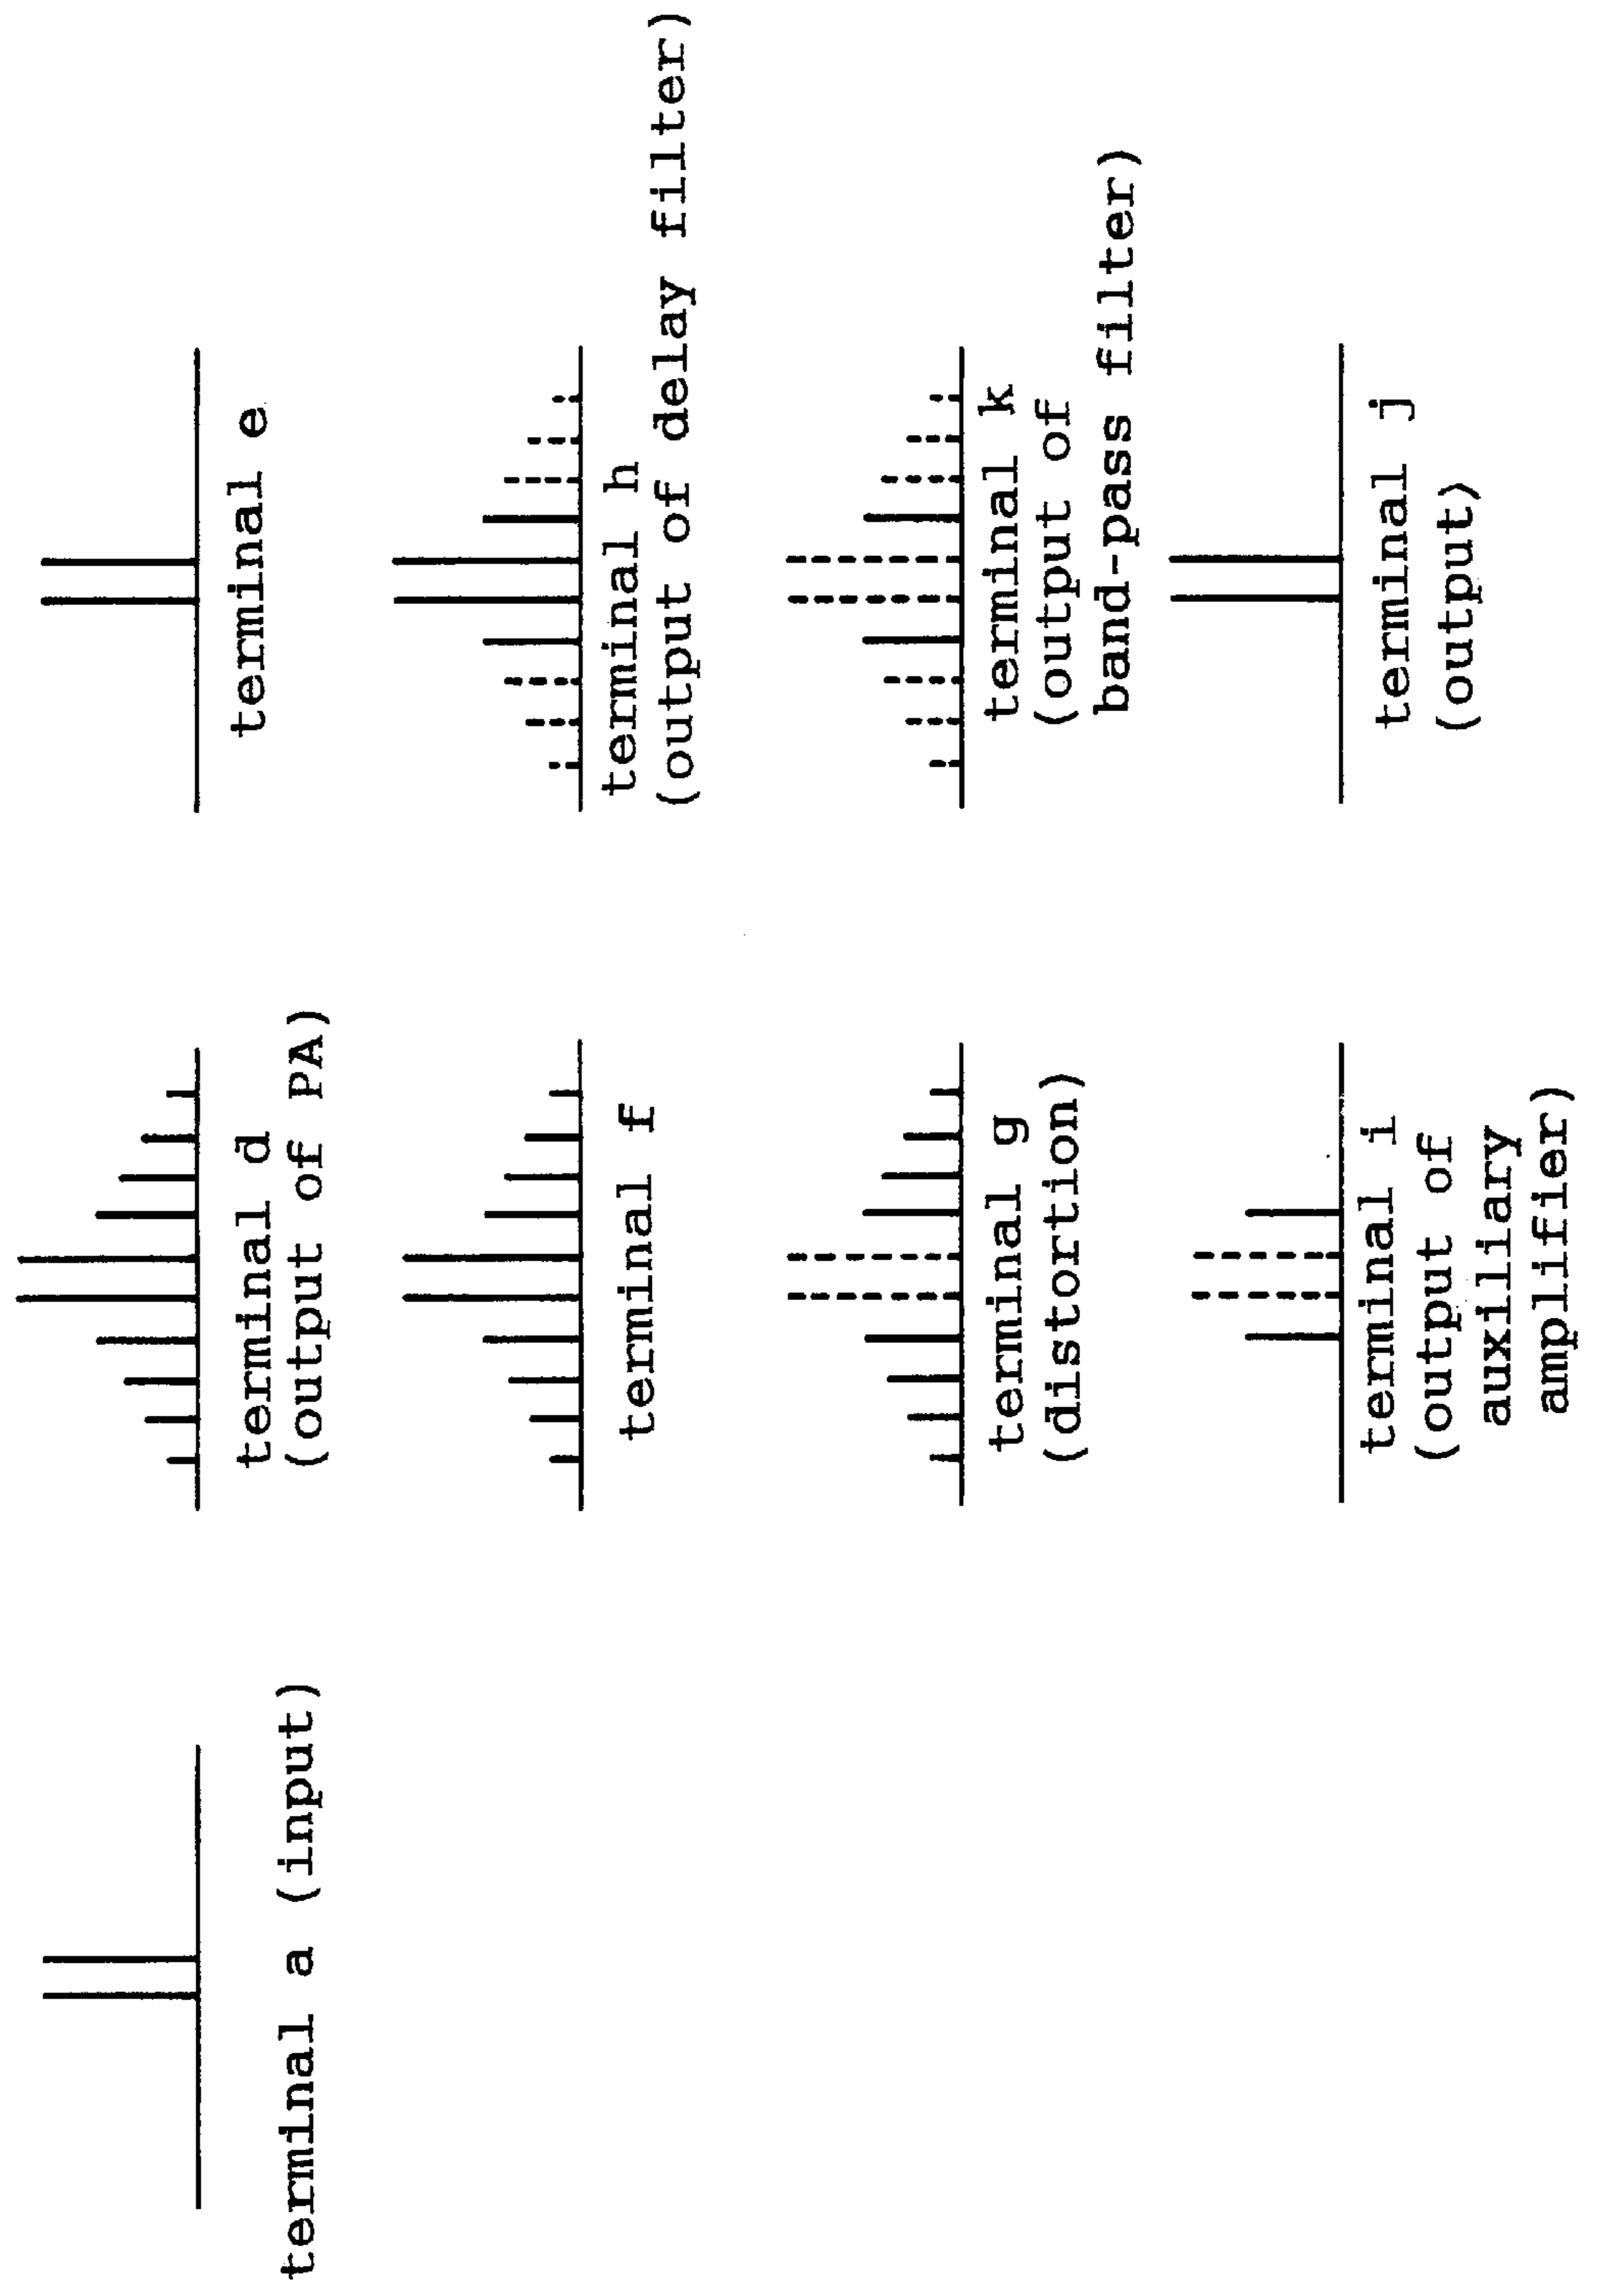 terminal a (input)
terminal d
(output of PA)
terminal e
terminal f
terminal h
(output of delay filter)
terminal g
(distortion)
terminal k
(output of
band-pass filter)
terminal i
(output of
auxiliary
amplifier)
terminal j
(output)